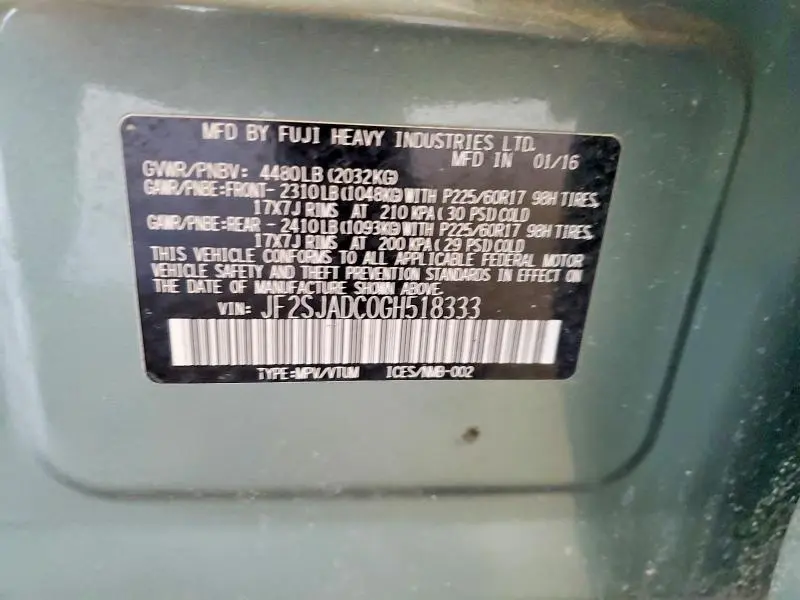 MFD BY FUJI HEAVY INDUSTRIES LTD.
MFD IN 01/16
GVWR/PNBV: 4480LB(2032KG)
GAWR/PNBE:FRONT-2310LB(1048KG)WITH P225/60R17 98H TIRES,
17X7J RIMS AT 210 KPA(30 PSI)COLD
GAWR/PNBE:REAR -2410LB(1093KG)WITH P225/60R17 98H TIRES,
17X7J RIMS AT 200 KPA(29 PSI)COLD
THIS VEHICLE CONFORMS TO ALL APPLICABLE FEDERAL MOTOR
VEHICLE SAFETY AND THEFT PREVENTION STANDARDS IN EFFECT ON
THE DATE OF MANUFACTURE SHOWN ABOVE.
VIN: JF2SJADC0GH518333
TYPE:MPV/VTUM ICES/NMB-002